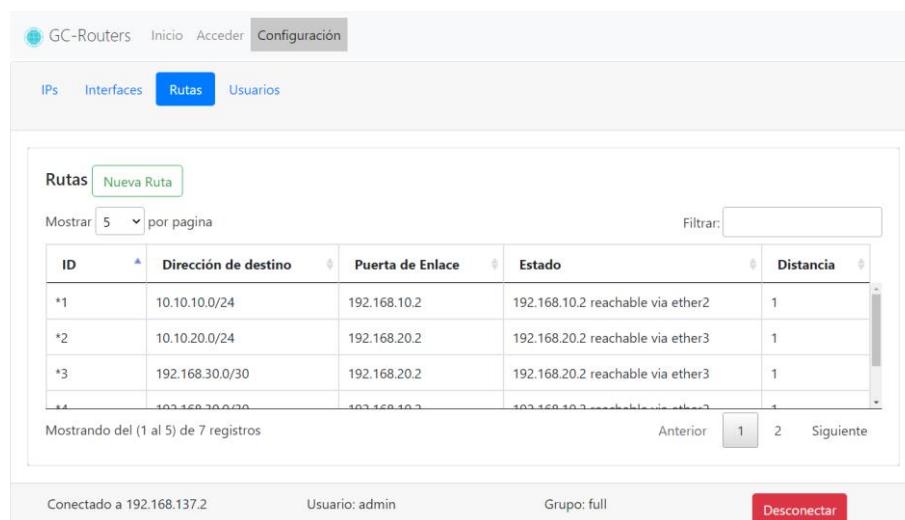 GC-Routers Inicio Acceder Configuración
IPs Interfaces Rutas Usuarios
Rutas Nueva Ruta
Mostrar 5 por pagina Filtrar:
ID Dirección de destino Puerta de Enlace Estado Distancia
*1 10.10.10.0/24 192.168.10.2 192.168.10.2 reachable via ether2 1
*2 10.10.20.0/24 192.168.20.2 192.168.20.2 reachable via ether3 1
*3 192.168.30.0/30 192.168.20.2 192.168.20.2 reachable via ether3 1
Mostrando del (1 al 5) de 7 registros Anterior 1 2 Siguiente
Conectado a 192.168.137.2 Usuario: admin Grupo: full Desconectar